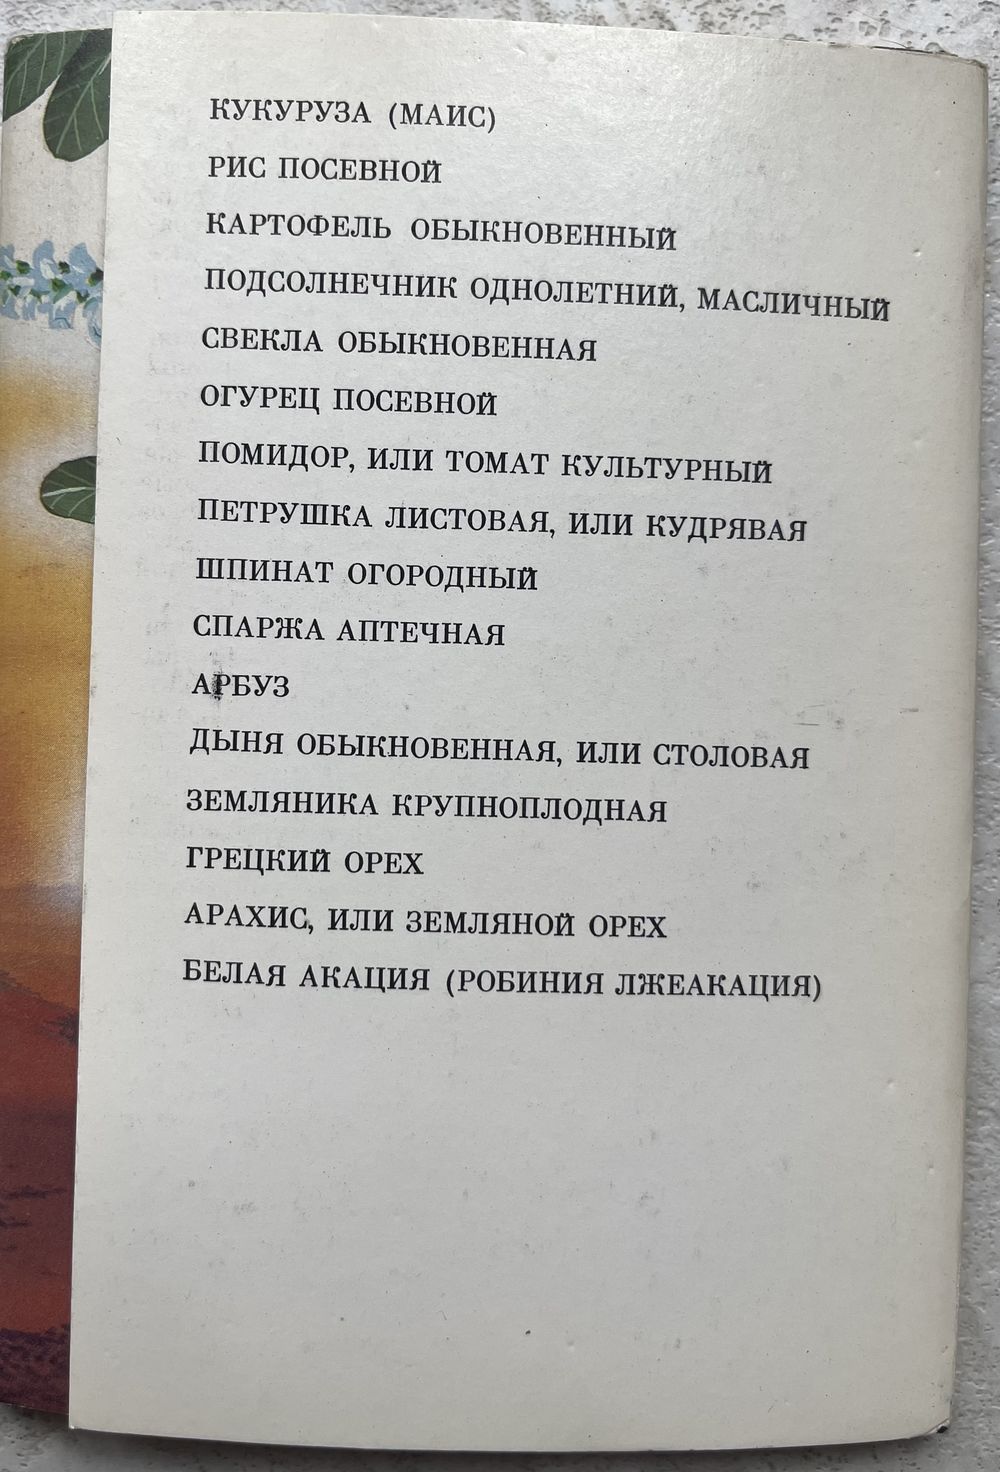 КУКУРУЗА (МАИС)
РИС ПОСЕВНОЙ
КАРТОФЕЛЬ ОБЫКНОВЕННЫЙ
ПОДСОЛНЕЧНИК ОДНОЛЕТНИЙ, МАСЛИЧНЫЙ
СВЕКЛА ОБЫКНОВЕННАЯ
ОГУРЕЦ ПОСЕВНОЙ
ПОМИДОР, ИЛИ ТОМАТ КУЛЬТУРНЫЙ
ПЕТРУШКА ЛИСТОВАЯ, ИЛИ КУДРЯВАЯ
ШПИНАТ ОГОРОДНЫЙ
СПАРЖА АПТЕЧНАЯ
АРБУЗ
ДЫНЯ ОБЫКНОВЕННАЯ, ИЛИ СТОЛОВАЯ
ЗЕМЛЯНИКА КРУПНОПЛОДНАЯ
ГРЕЦКИЙ ОРЕХ
АРАХИС, ИЛИ ЗЕМЛЯНОЙ ОРЕХ
БЕЛАЯ АКАЦИЯ (РОБИНИЯ ЛЖЕАКАЦИЯ)